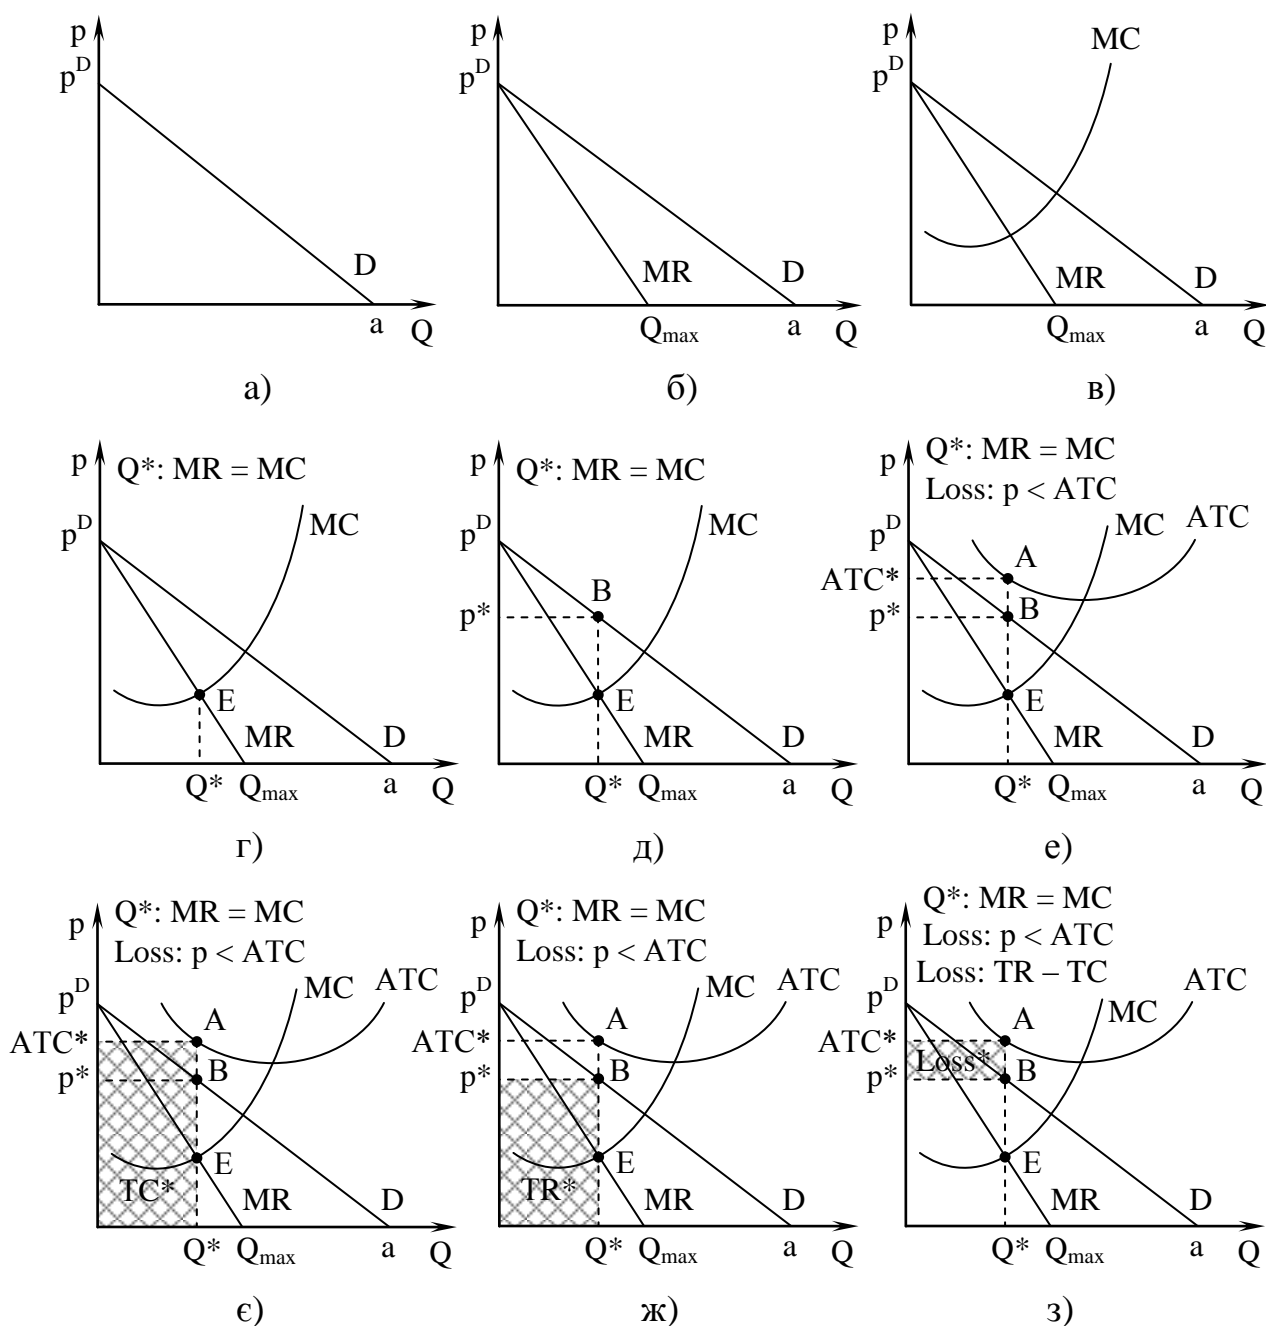 p
p^D
D
a
Q
а)
p
p^D
MR
D
Q_max
a
Q
б)
MC
p
p^D
MR
D
Q_max
a
Q
в)
p
Q*: MR = MC
p^D
MC
E
MR
D
Q*
Q_max
a
Q
г)
p
Q*: MR = MC
p^D
MC
B
p*
E
MR
D
Q*
Q_max
a
Q
д)
p
Q*: MR = MC
Loss: p < ATC
p^D
MC
ATC
A
ATC*
B
p*
E
MR
D
Q*
Q_max
a
Q
е)
p
Q*: MR = MC
Loss: p < ATC
p^D
MC
ATC
A
ATC*
B
p*
E
TC*
MR
D
Q*
Q_max
a
Q
є)
p
Q*: MR = MC
Loss: p < ATC
p^D
MC
ATC
A
ATC*
B
p*
E
TR*
MR
D
Q*
Q_max
a
Q
ж)
p
Q*: MR = MC
Loss: p < ATC
Loss: TR – TC
p^D
MC
ATC
A
ATC*
Loss*
B
p*
E
MR
D
Q*
Q_max
a
Q
з)